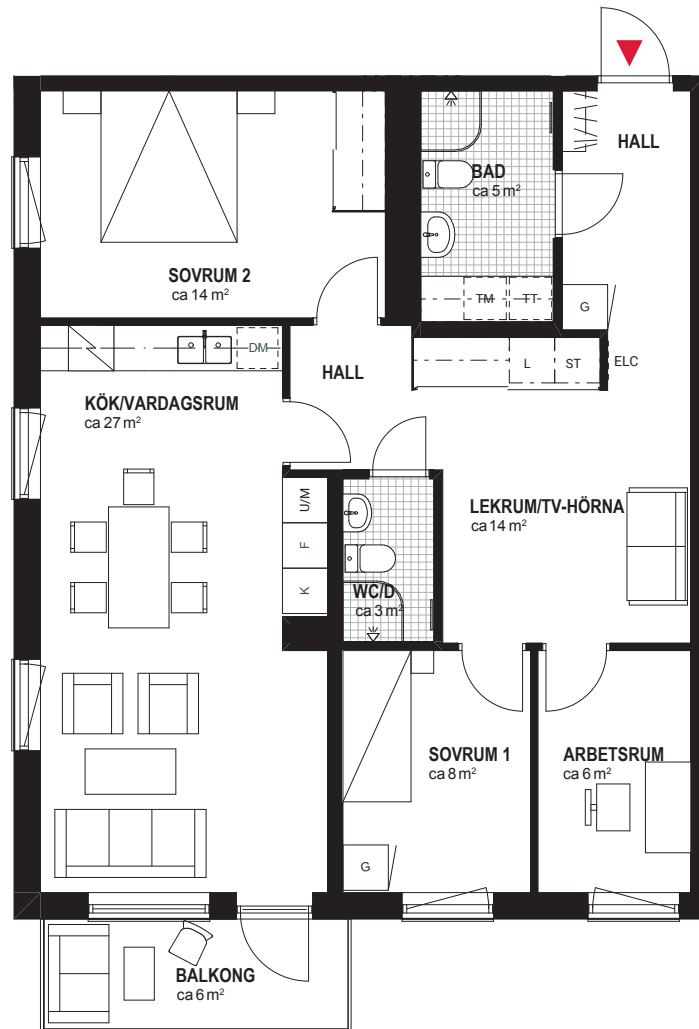 HALL
BAD
ca 5 m²
SOVRUM 2
ca 14 m²
TM
TT
G
DM
HALL
L
ST
ELC
KÖK/VARDAGSRUM
ca 27 m²
U/M
F
K
LEKRUM/TV-HÖRNA
ca 14 m²
WC/D
ca 3 m²
SOVRUM 1
ca 8 m²
ARBETSRUM
ca 6 m²
G
BALKONG
ca 6 m²